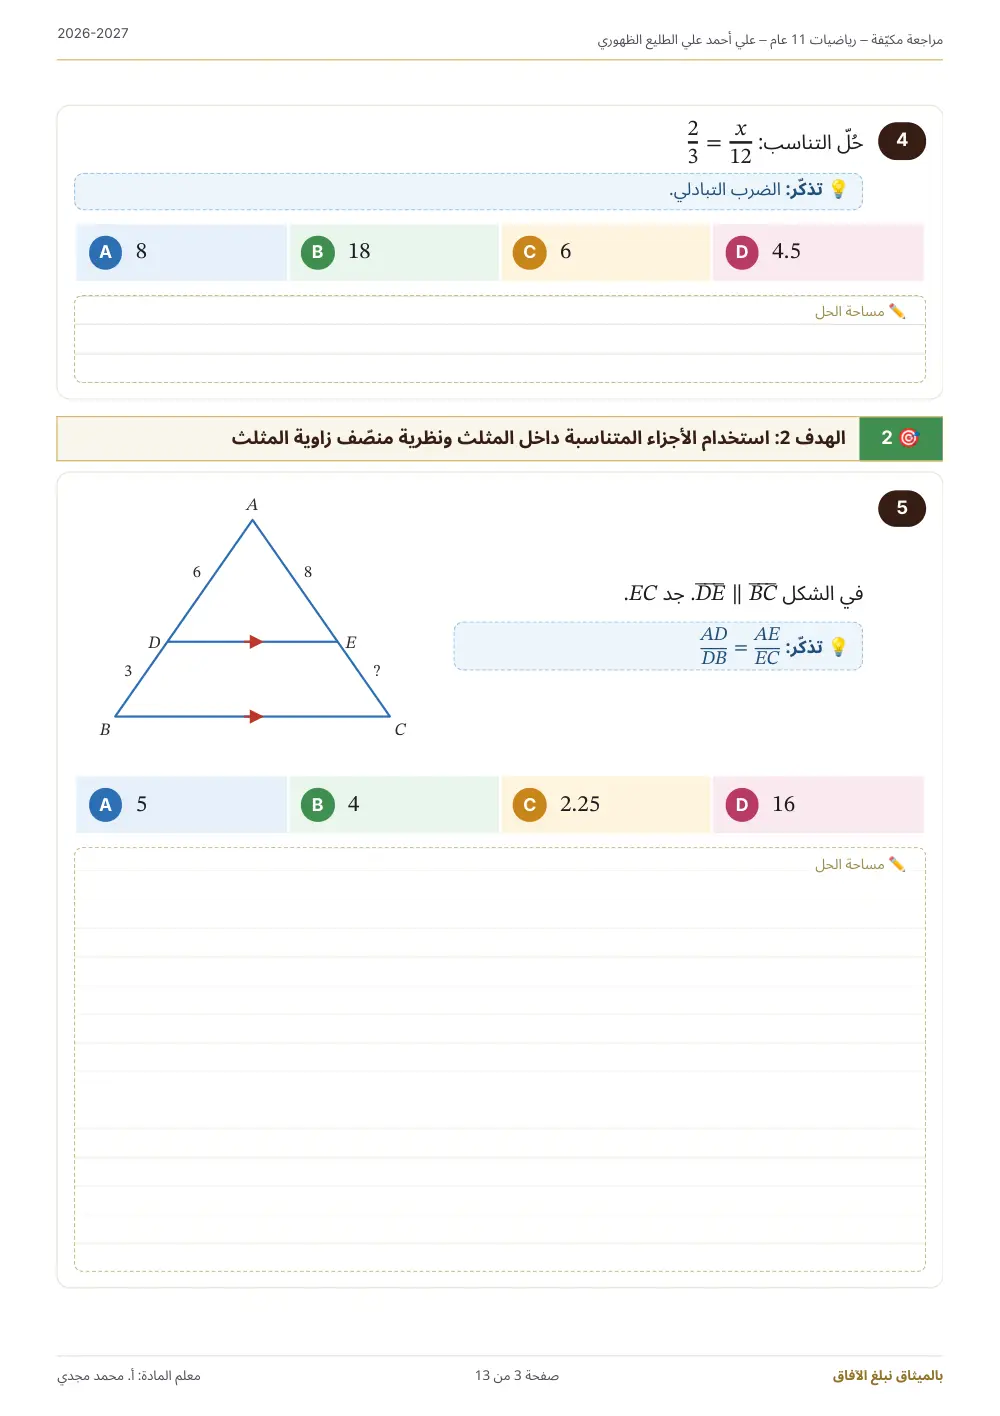 مراجعة مكثّفة – رياضيات 11 عام – علي أحمد علي الطليع الظهوري
2026-2027
4
حُلّ التناسب: x/12 = 2/3
💡 تذكّر: الضرب التبادلي.
A 8
B 18
C 6
D 4.5
✏️ مساحة الحل
🎯 2
الهدف 2: استخدام الأجزاء المتناسبة داخل المثلث ونظرية منصّف زاوية المثلث
5
في الشكل D̅E̅ ∥ B̅C̅. جد EC.
💡 تذكّر: AD/DB = AE/EC
A
6
8
D
E
3
?
B
C
A 5
B 4
C 2.25
D 16
✏️ مساحة الحل
بالميثاق نبلغ الآفاق
صفحة 3 من 13
معلم المادة: أ. محمد مجدي